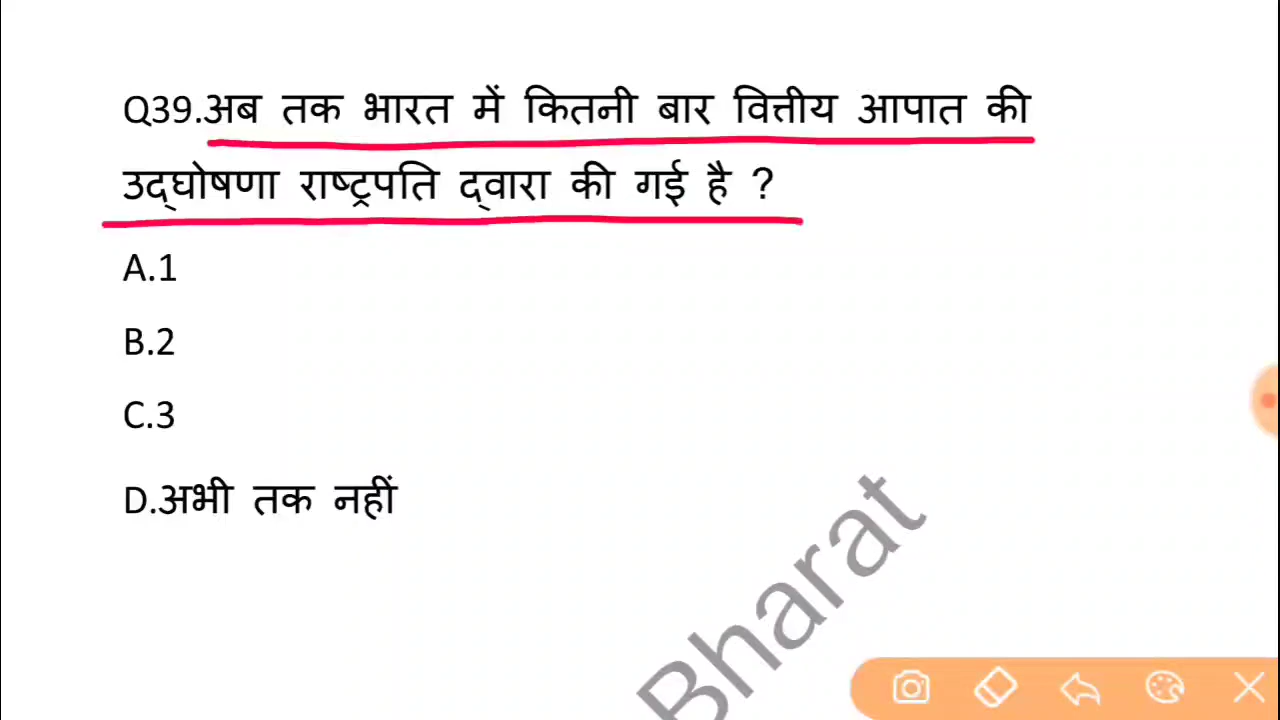 Q39.अब तक भारत में कितनी बार वित्तीय आपात की
उद्घोषणा राष्ट्रपति द्वारा की गई है ?
A.1
B.2
C.3
D.अभी तक नहीं
Bharat